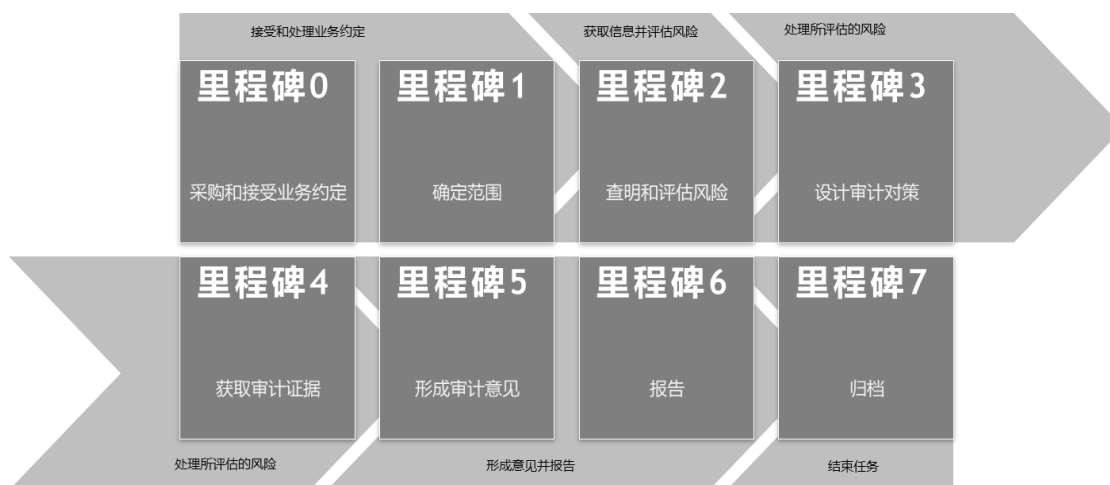 接受和处理业务约定
获取信息并评估风险
处理所评估的风险
里程碑0
里程碑1
里程碑2
里程碑3
采购和接受业务约定
确定范围
查明和评估风险
设计审计对策
里程碑4
里程碑5
里程碑6
里程碑7
获取审计证据
形成审计意见
报告
归档
处理所评估的风险
形成意见并报告
结束任务